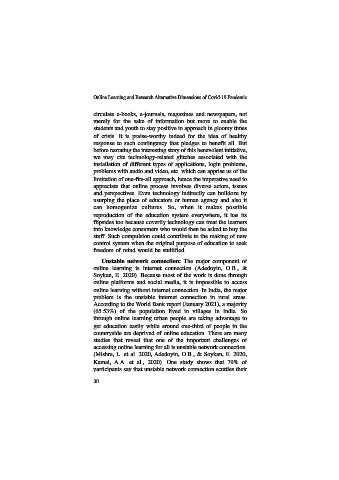 Online Learning and Research Alternative Dimensions of Covid-19 Pandemic
circulate e-books, e-journals, magazines and newspapers, not
merely for the sake of information but more to enable the
students and youth to stay positive in approach in gloomy times
of crisis. It is praise-worthy indeed for the idea of healthy
response to such contingency that pledges to benefit all. But
before narrating the interesting story of this benevolent initiative,
we may cite technology-related glitches associated with the
installation of different types of applications, login problems,
problems with audio and video, etc. which can apprise us of the
limitation of one-fits-all approach, hence the imperative need to
appreciate that online process involves diverse actors, issues
and perspectives. Even technology indirectly can bulldoze by
usurping the place of educators or human agency and also it
can homogenize cultures. So, when it makes possible
reproduction of the education system everywhere, it has its
flipsides too because covertly technology can treat the learners
into knowledge consumers who would then be asked to buy the
stuff. Such compulsion could contribute to the making of new
control system when the original purpose of education to seek
freedom of mind would be stultified.
Unstable network connection: The major component of
online learning is internet connection (Adedoyin, O.B., &
Soykan, E. 2020). Because most of the work is done through
online platforms and social media, it is impossible to access
online learning without internet connection. In India, the major
problem is the unstable internet connection in rural areas.
According to the World Bank report (January 2021), a majority
(65.53%) of the population lived in villages in India. So
through online learning urban people are taking advantage to
get education easily while around one-third of people in the
countryside are deprived of online education. There are many
studies that reveal that one of the important challenges of
accessing online learning for all is unstable network connection.
(Mishra, L. et al. 2020, Adedoyin, O.B., & Soykan, E. 2020,
Kamal, A.A. et al., 2020). One study shows that 70% of
participants say that unstable network connection scuttles their
30